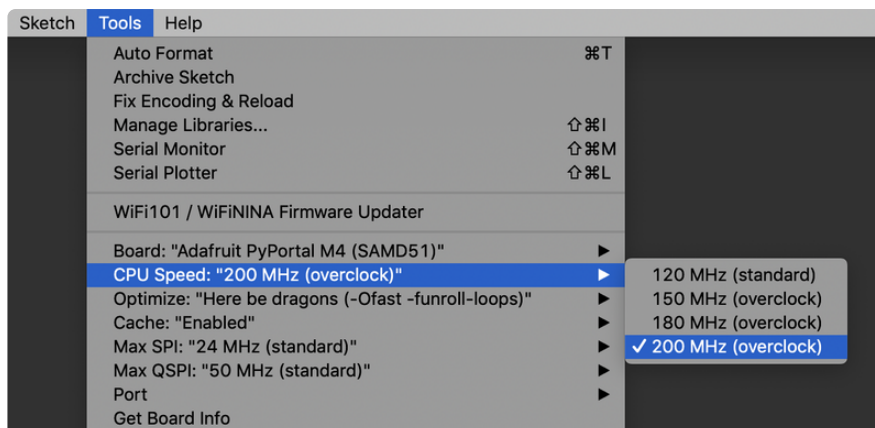 Sketch Tools Help
Auto Format ⌘T
Archive Sketch
Fix Encoding & Reload
Manage Libraries... ⇧⌘I
Serial Monitor ⇧⌘M
Serial Plotter ⇧⌘L
WiFi101 / WiFiNINA Firmware Updater
Board: "Adafruit PyPortal M4 (SAMD51)"
CPU Speed: "200 MHz (overclock)"
Optimize: "Here be dragons (-Ofast -funroll-loops)"
Cache: "Enabled"
Max SPI: "24 MHz (standard)"
Max QSPI: "50 MHz (standard)"
Port
Get Board Info
120 MHz (standard)
150 MHz (overclock)
180 MHz (overclock)
✓ 200 MHz (overclock)